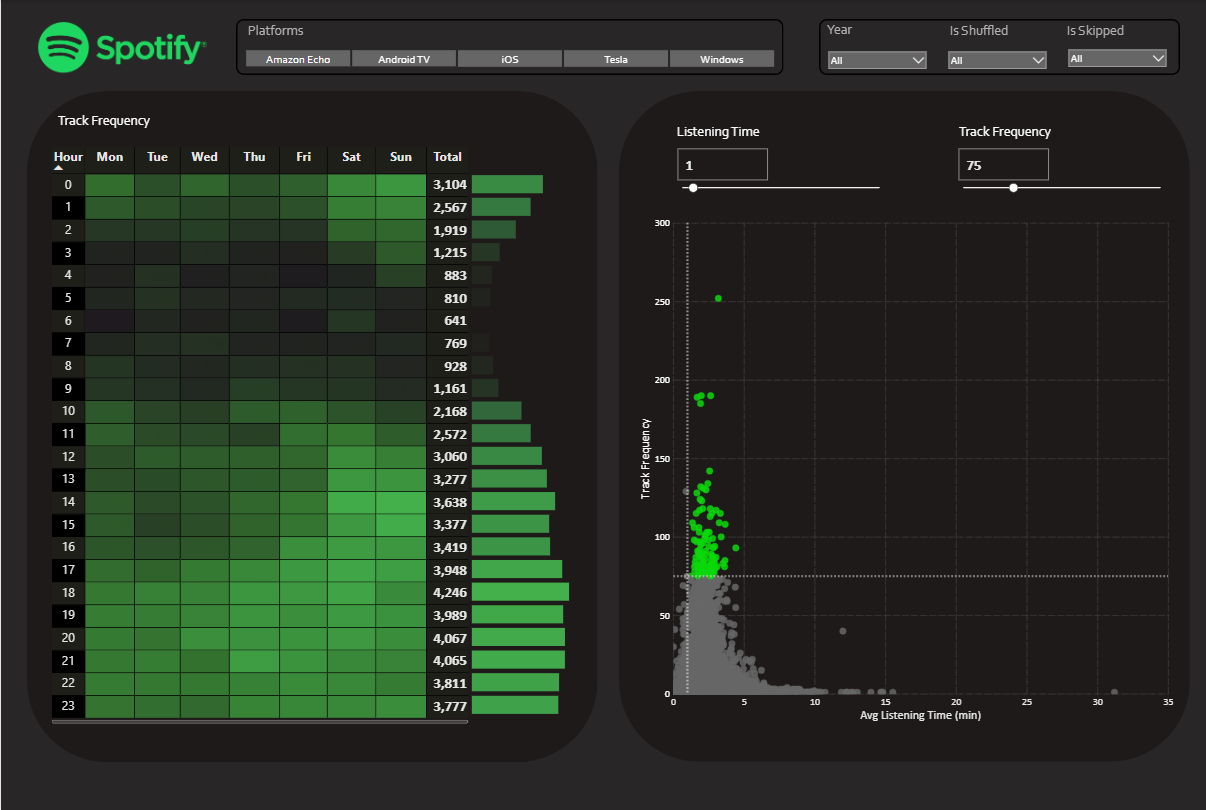 Spotify®
Platforms
Amazon Echo Android TV iOS Tesla Windows
Year Is Shuffled Is Skipped
All All All
Track Frequency
Hour Mon Tue Wed Thu Fri Sat Sun Total
0 3,104
1 2,567
2 1,919
3 1,215
4 883
5 810
6 641
7 769
8 928
9 1,161
10 2,168
11 2,572
12 3,060
13 3,277
14 3,638
15 3,377
16 3,419
17 3,948
18 4,246
19 3,989
20 4,067
21 4,065
22 3,811
23 3,777
Listening Time Track Frequency
1 75
300
250
200
150
100
50
0
Track Frequency
0 5 10 15 20 25 30 35
Avg Listening Time (min)